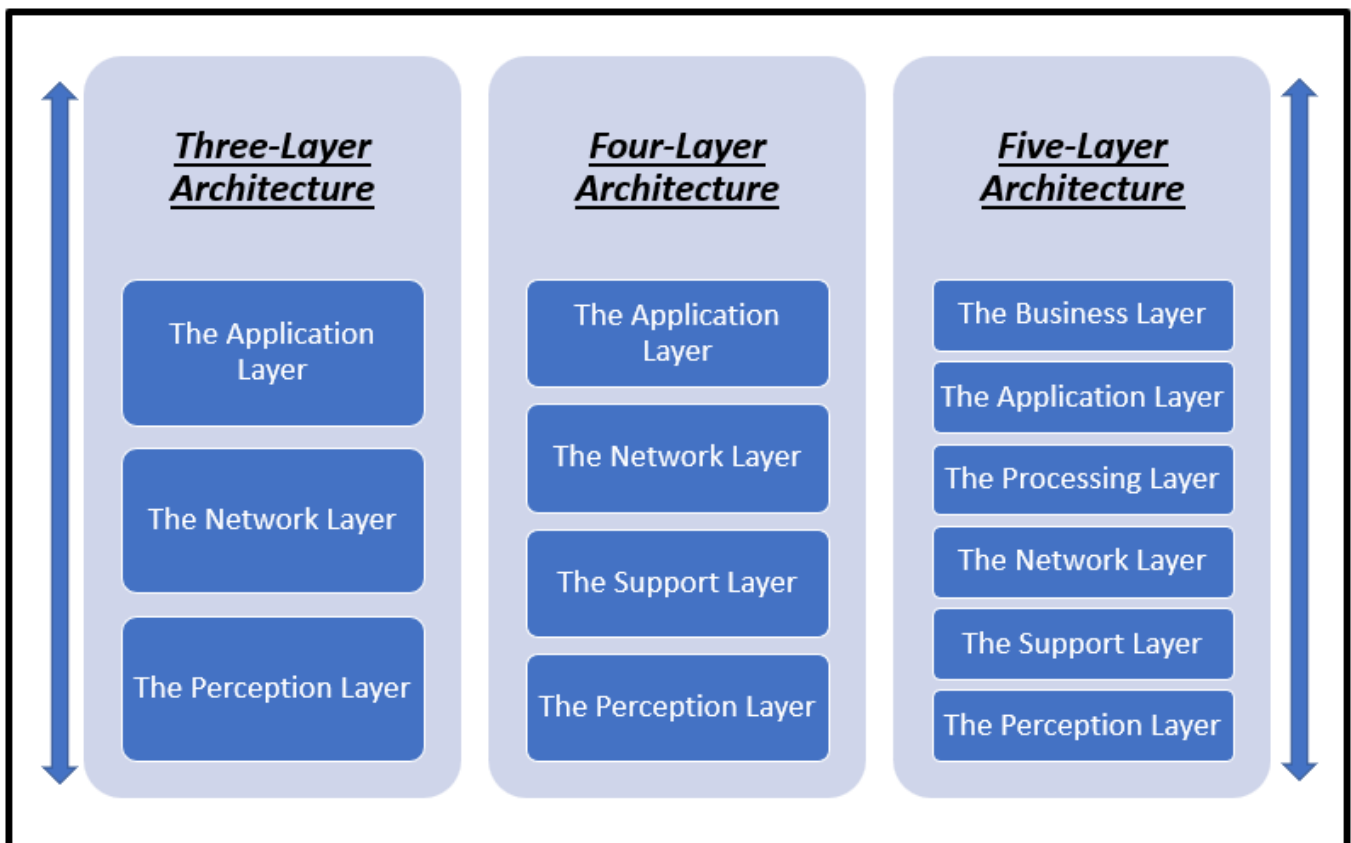 Three-Layer
Architecture
The Application
Layer
The Network Layer
The Perception Layer
Four-Layer
Architecture
The Application
Layer
The Network Layer
The Support Layer
The Perception Layer
Five-Layer
Architecture
The Business Layer
The Application Layer
The Processing Layer
The Network Layer
The Support Layer
The Perception Layer